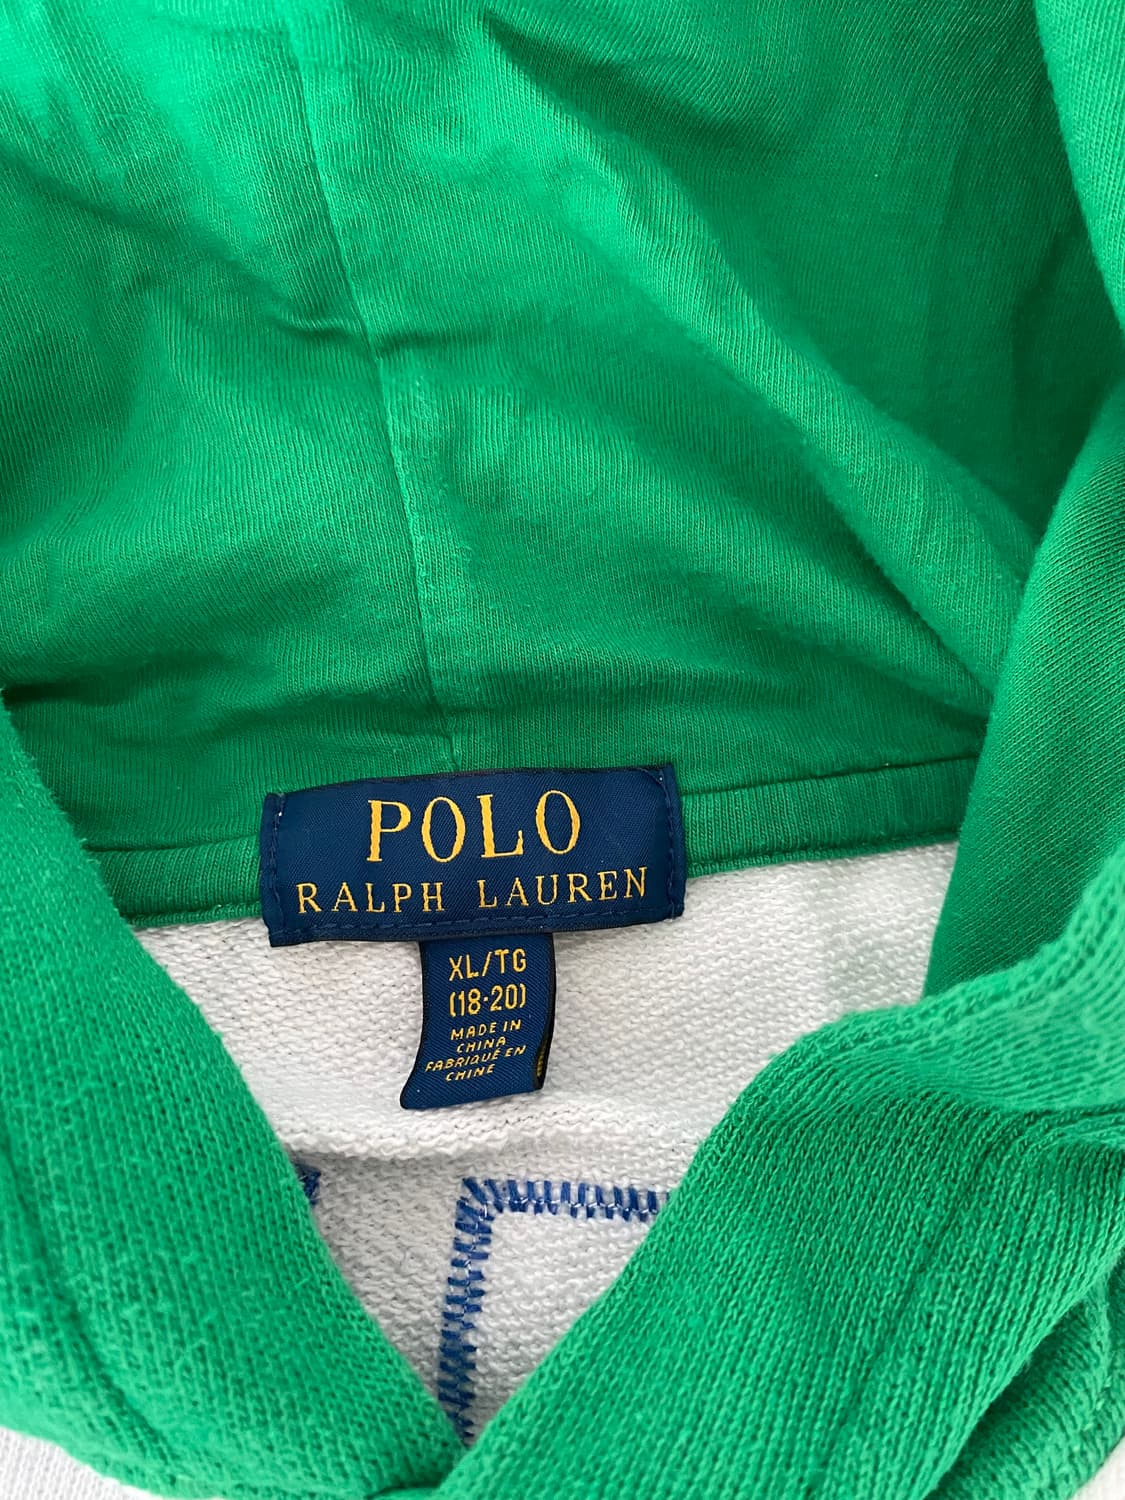 POLO
RALPH LAUREN
XL/TG
(18-20)
MADE IN
CHINA
FABRIQUÉ EN
CHINE